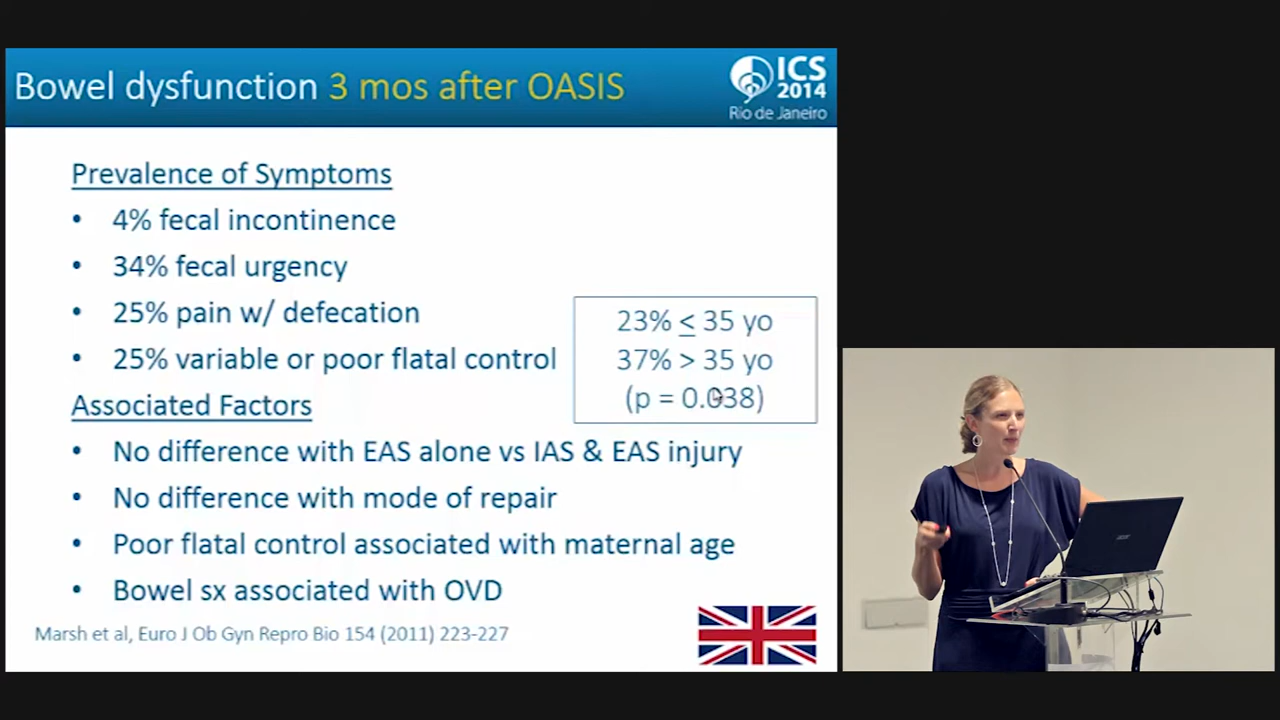 Bowel dysfunction 3 mos after OASIS
ICS
2014
Rio de Janeiro
Prevalence of Symptoms
• 4% fecal incontinence
• 34% fecal urgency
• 25% pain w/ defecation
• 25% variable or poor flatal control
23% ≤ 35 yo
37% > 35 yo
(p = 0.038)
Associated Factors
• No difference with EAS alone vs IAS & EAS injury
• No difference with mode of repair
• Poor flatal control associated with maternal age
• Bowel sx associated with OVD
Marsh et al, Euro J Ob Gyn Repro Bio 154 (2011) 223-227
acer